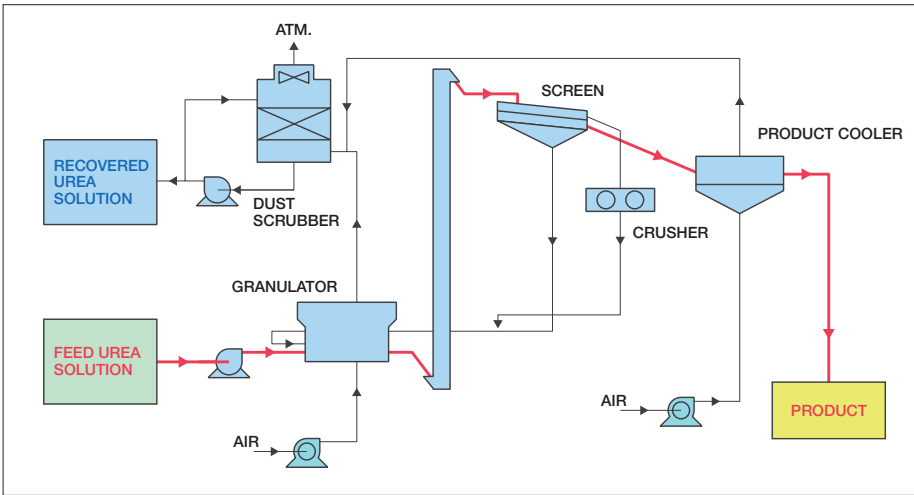 ATM.
SCREEN
PRODUCT COOLER
RECOVERED
UREA
SOLUTION
DUST
SCRUBBER
CRUSHER
GRANULATOR
FEED UREA
SOLUTION
AIR
AIR
PRODUCT